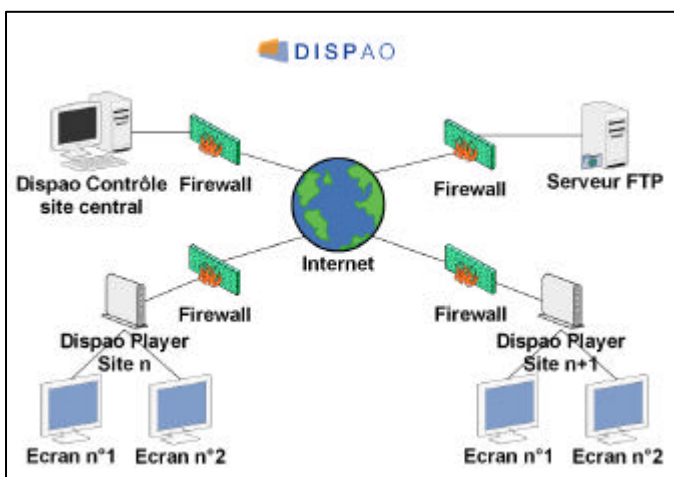 DISPAO
Dispao Contrôle
site central
Firewall
Firewall
Serveur FTP
Internet
Firewall
Firewall
Dispao Player
Site n
Dispao Player
Site n+1
Ecran n°1
Ecran n°2
Ecran n°1
Ecran n°2